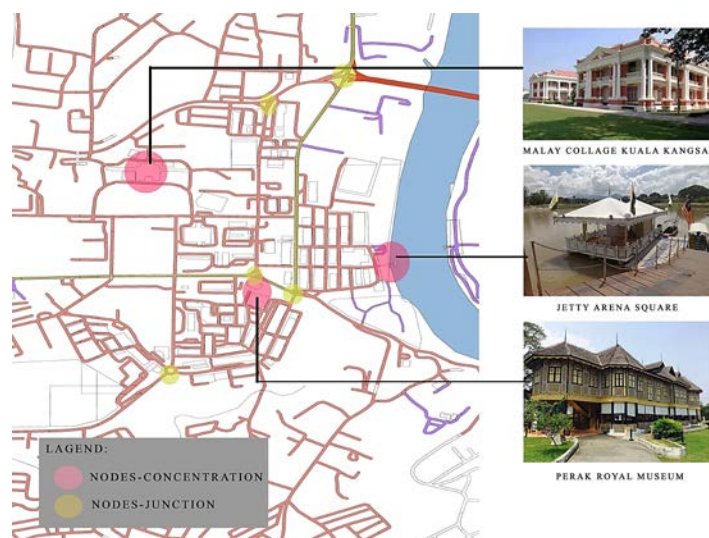 MALAY COLLAGE KUALA KANGSA
JETTY ARENA SQUARE
PERAK ROYAL MUSEUM
LAGEND:
NODES-CONCENTRATION
NODES-JUNCTION